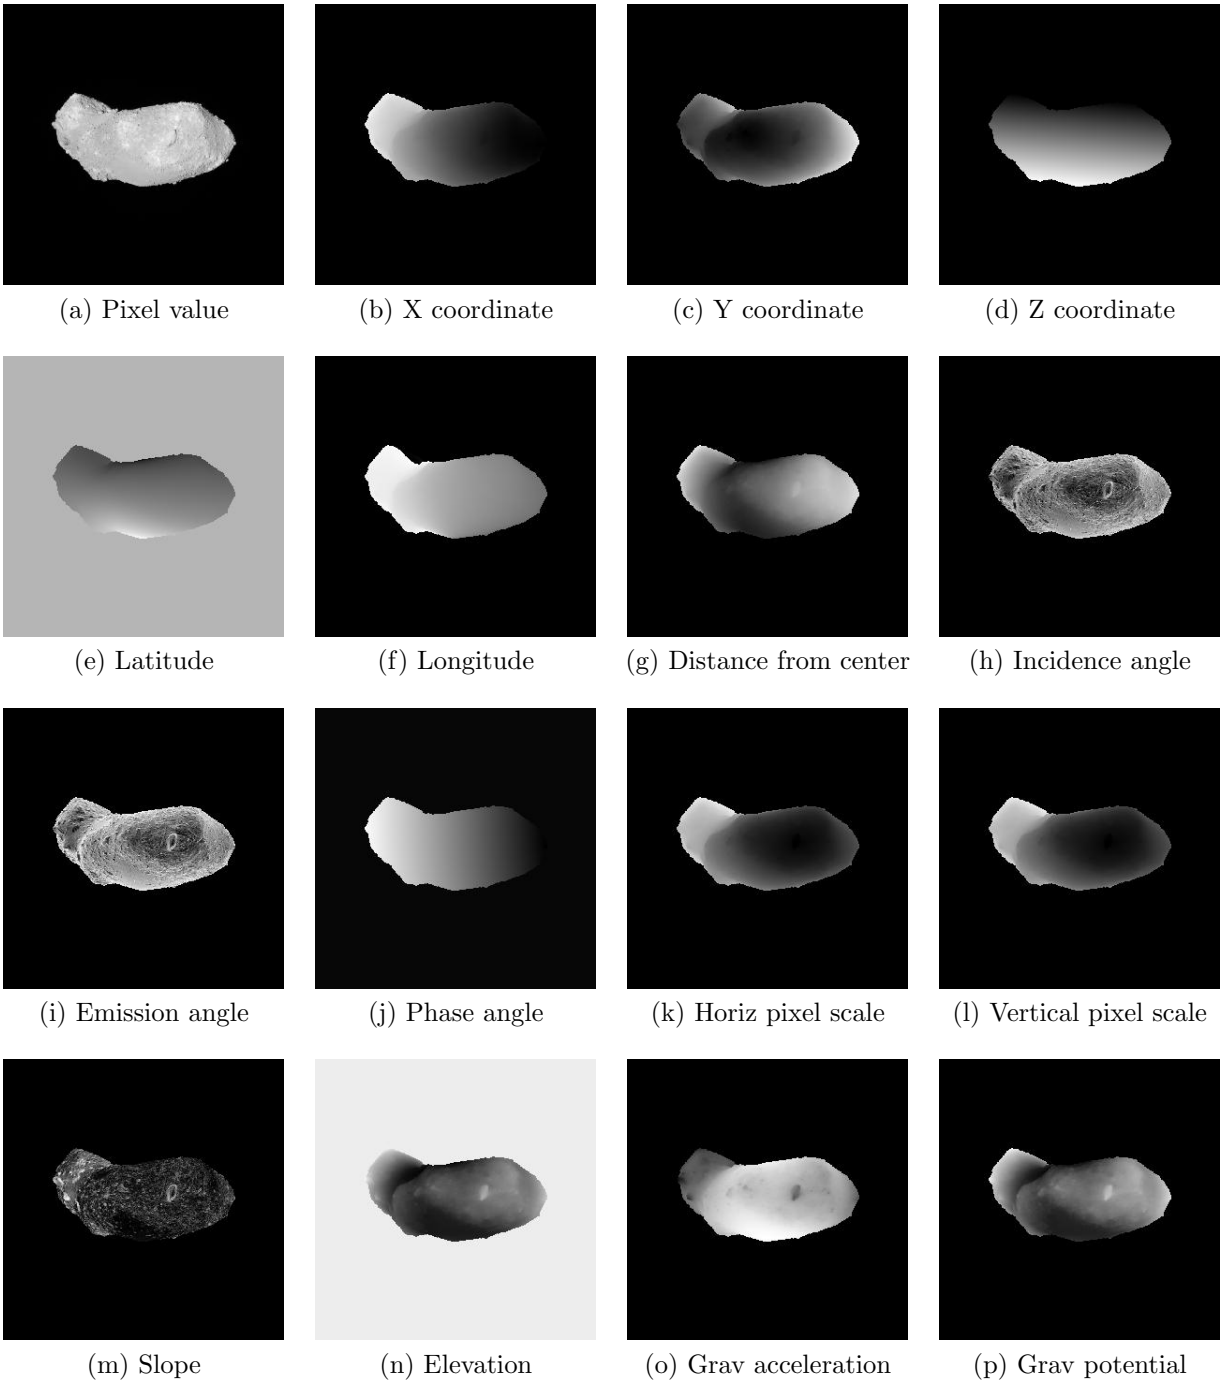 (a) Pixel value
(b) X coordinate
(c) Y coordinate
(d) Z coordinate
(e) Latitude
(f) Longitude
(g) Distance from center
(h) Incidence angle
(i) Emission angle
(j) Phase angle
(k) Horiz pixel scale
(l) Vertical pixel scale
(m) Slope
(n) Elevation
(o) Grav acceleration
(p) Grav potential